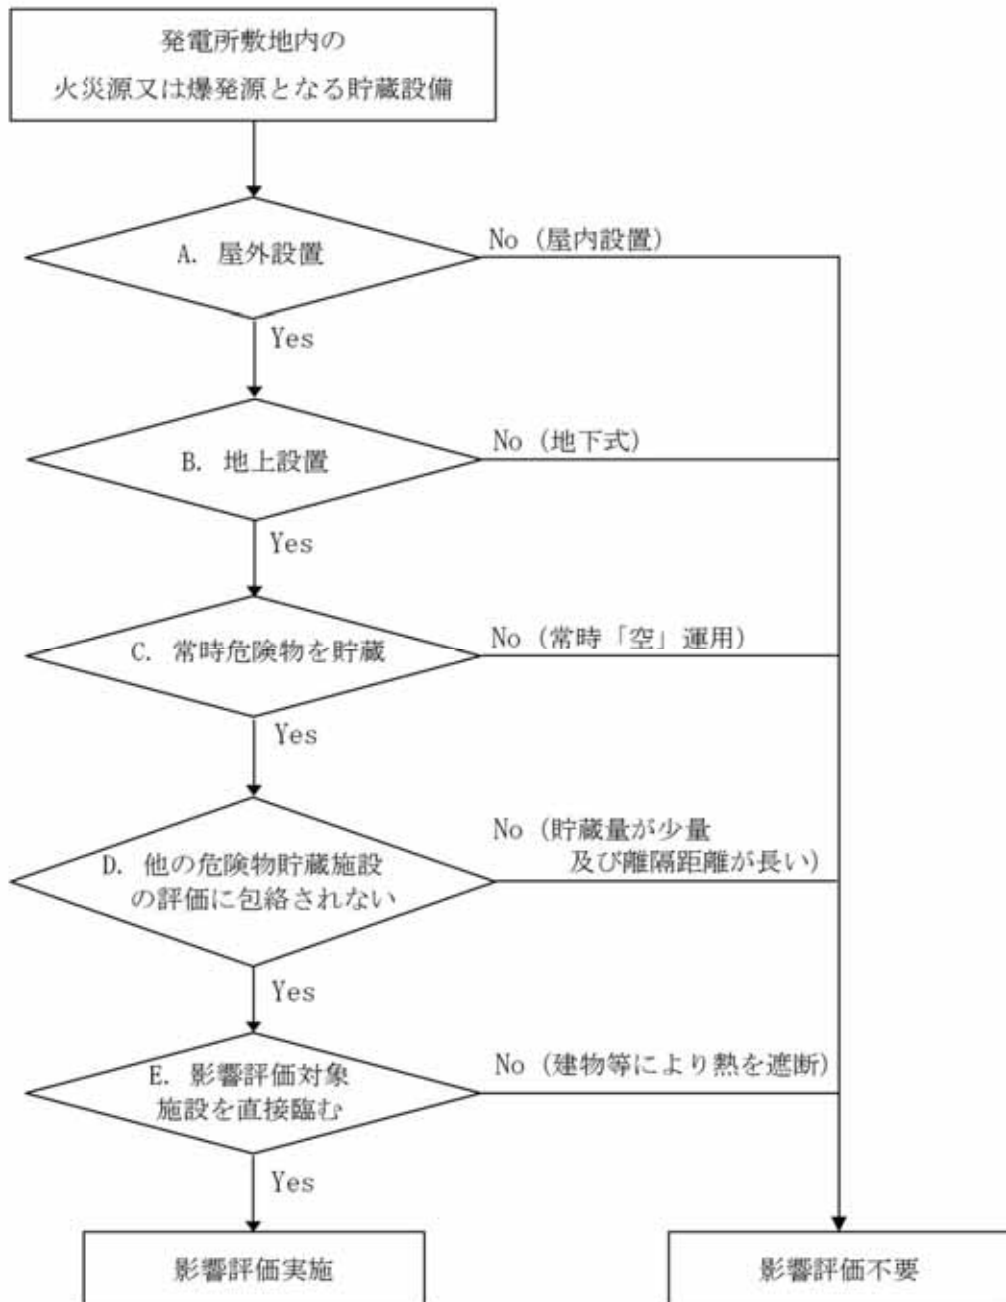 発電所敷地内の
火災源又は爆発源となる貯蔵設備
A. 屋外設置
No (屋内設置)
Yes
B. 地上設置
No (地下式)
Yes
C. 常時危険物を貯蔵
No (常時「空」運用)
Yes
D. 他の危険物貯蔵施設
の評価に包絡されない
No (貯蔵量が少量
及び離隔距離が長い)
Yes
E. 影響評価対象
施設を直接臨む
No (建物等により熱を遮断)
Yes
影響評価実施
影響評価不要